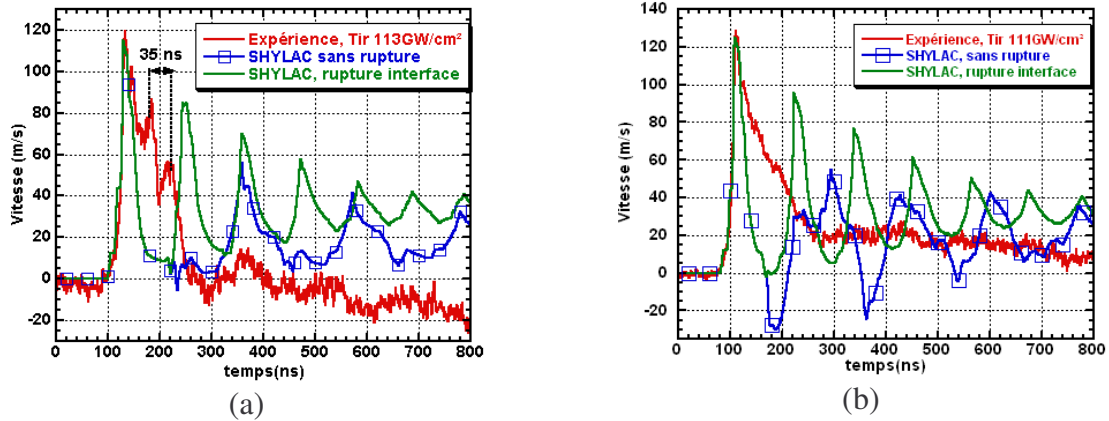 120
100
80
60
40
20
0
-20
Vitesse (m/s)
35 ns
Expérience, Tir 113GW/cm²
SHYLAC sans rupture
SHYLAC, rupture interface
0 100 200 300 400 500 600 700 800
temps(ns)
(a)
140
120
100
80
60
40
20
0
-20
Vitesse (m/s)
Expérience, Tir 111GW/cm²
SHYLAC, sans rupture
SHYLAC, rupture interface
0 100 200 300 400 500 600 700 800
temps(ns)
(b)